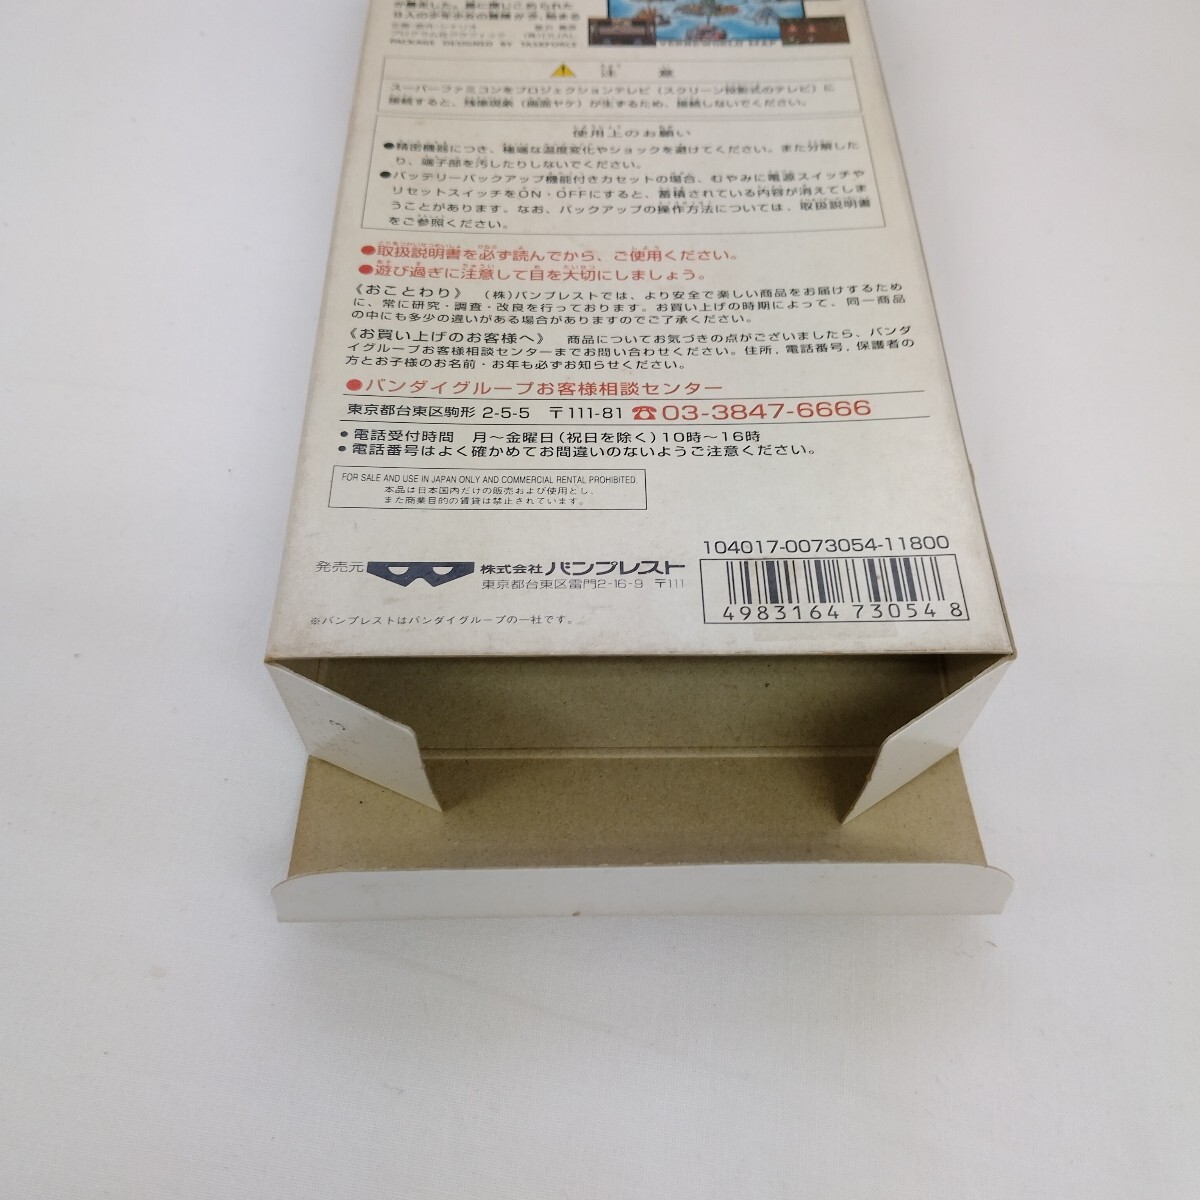 PACKAGE DESIGNED BY TASKFORCE
VERNEWORLD MAP
注意
スーパーファミコンをプロジェクションテレビ（スクリーン投影式のテレビ）に
接続すると、残像現象（画面ヤケ）が生ずるため、接続しないでください。
使用上のお願い
●精密機器につき、極端な温度変化やショックを避けてください。また分解した
り、端子部を汚したりしないでください。
●バッテリーバックアップ機能付きカセットの場合、むやみに電源スイッチや
リセットスイッチをON・OFFにすると、蓄積されている内容が消えてしま
うことがあります。なお、バックアップの操作方法については、取扱説明書
をご参照ください。
●取扱説明書を必ず読んでから、ご使用ください。
●遊び過ぎに注意して目を大切にしましょう。
《おことわり》 （株）バンプレストでは、より安全で楽しい商品をお届けするため
に、常に研究・調査・改良を行っております。お買い上げの時期によって、同一商品
の中にも多少の違いがある場合がありますのでご了承ください。
《お買い上げのお客様へ》 商品についてお気づきの点がございましたら、バンダ
イグループお客様相談センターまでお問い合わせください。住所，電話番号，保護者の
方とお子様のお名前・お年も必ずお知らせください。
●バンダイグループお客様相談センター
東京都台東区駒形 2-5-5 〒111-81 ☎03-3847-6666
●電話受付時間 月〜金曜日（祝日を除く）10時〜16時
●電話番号はよく確かめてお間違いのないようご注意ください。
FOR SALE AND USE IN JAPAN ONLY AND COMMERCIAL RENTAL PROHIBITED.
本品は日本国内だけの販売および使用とし、
また商業目的の賃貸は禁止されています。
104017-0073054-11800
発売元 株式会社 バンプレスト
東京都台東区雷門2-16-9 〒111
4983164 730548
※バンプレストはバンダイグループの一社です。